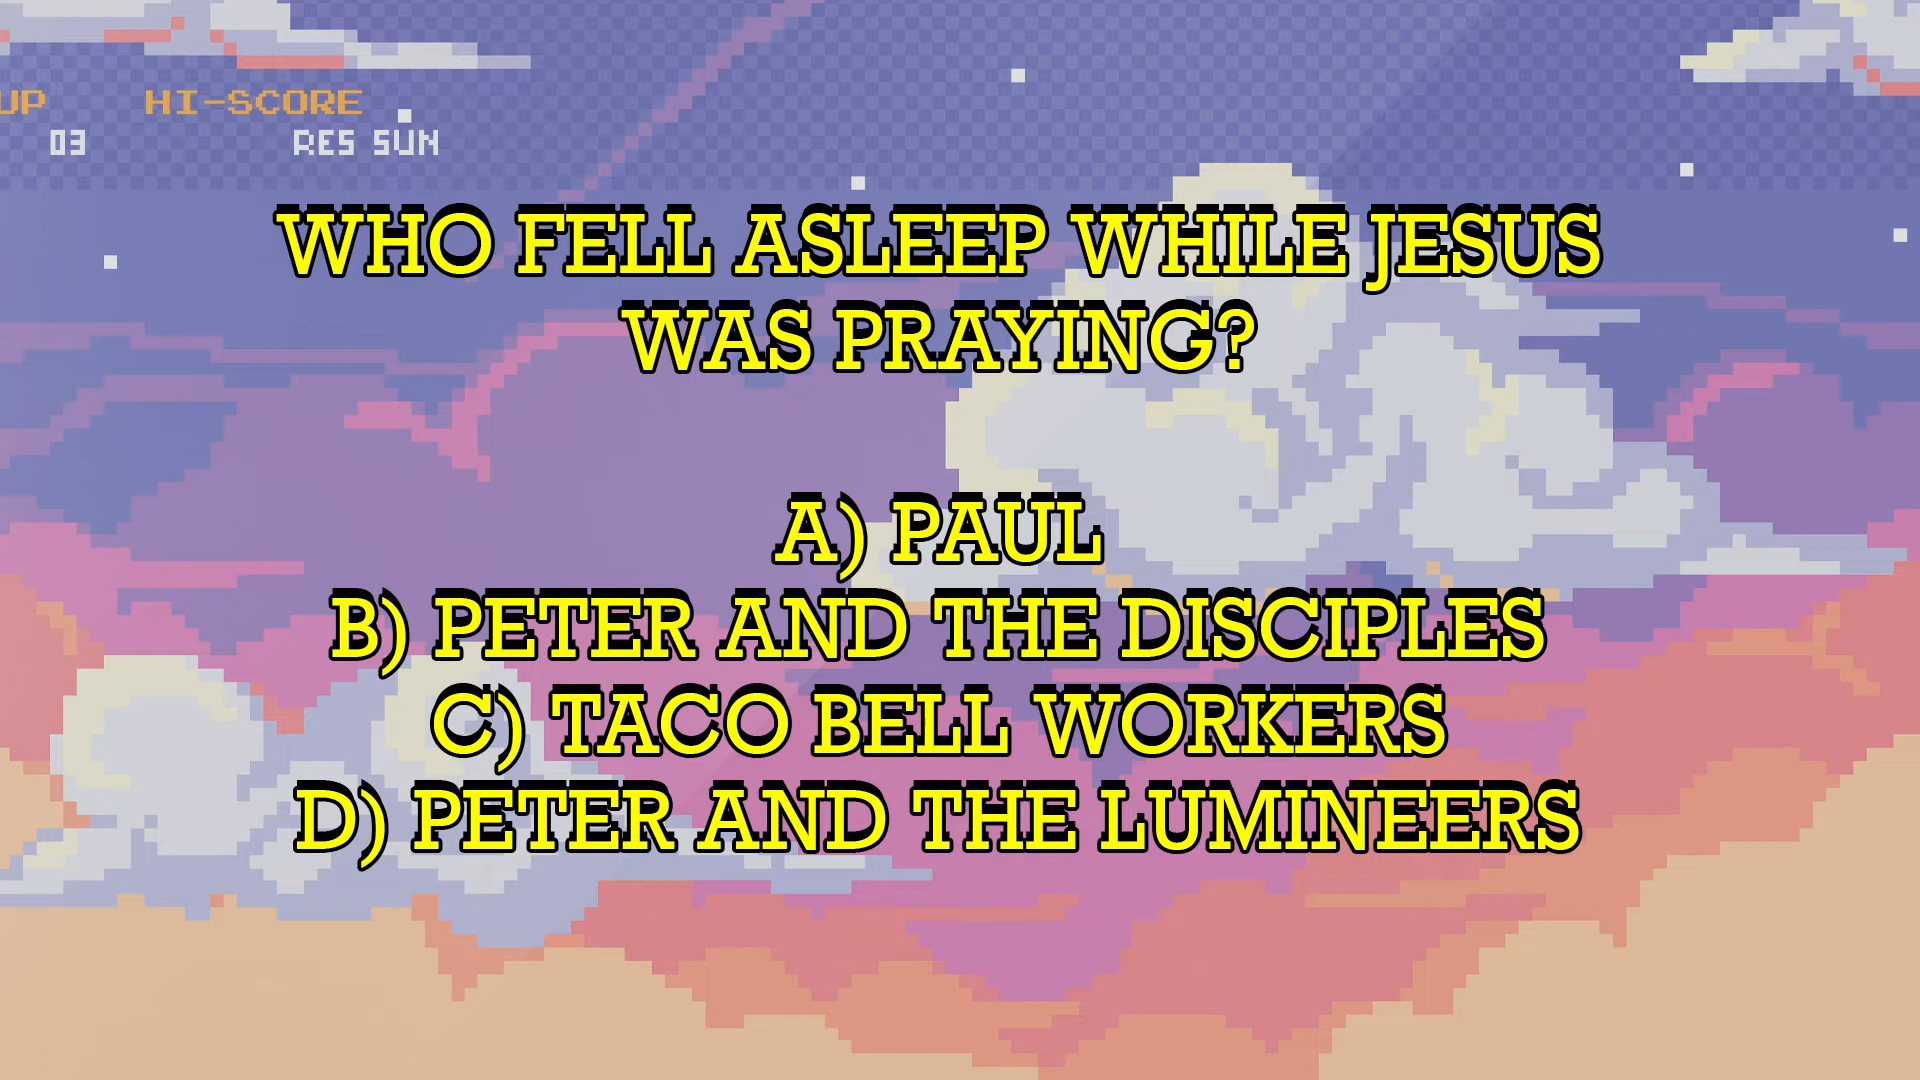 UP HI-SCORE
03 RES SUN
WHO FELL ASLEEP WHILE JESUS
WAS PRAYING?
A) PAUL
B) PETER AND THE DISCIPLES
C) TACO BELL WORKERS
D) PETER AND THE LUMINEERS